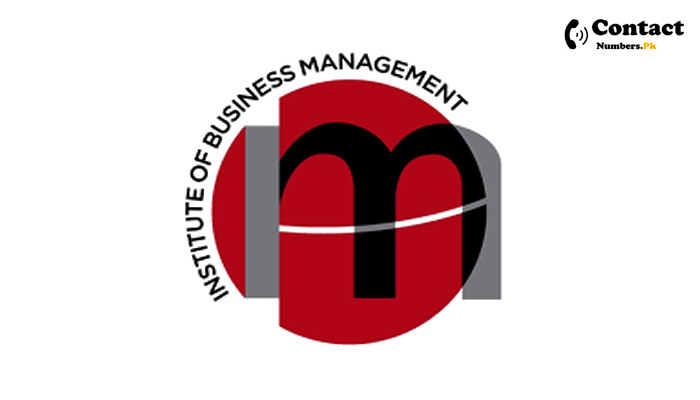 Contact
Numbers.Pk
INSTITUTE OF BUSINESS MANAGEMENT
m